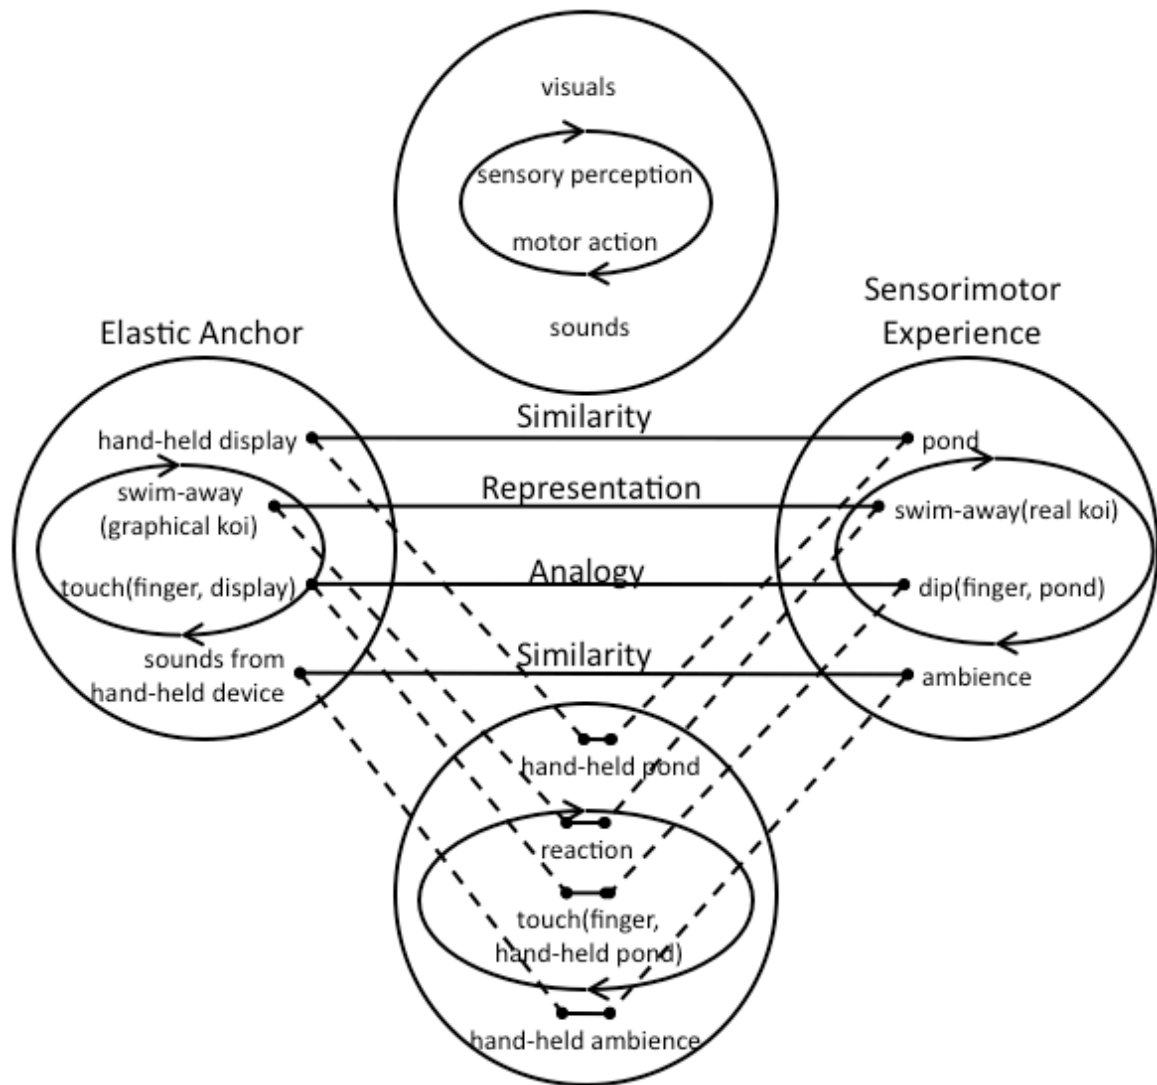 visuals
sensory perception
motor action
sounds
Elastic Anchor
Sensorimotor
Experience
Similarity
hand-held display
pond
Representation
swim-away
(graphical koi)
swim-away(real koi)
Analogy
touch(finger, display)
dip(finger, pond)
Similarity
sounds from
hand-held device
ambience
hand-held pond
reaction
touch(finger,
hand-held pond)
hand-held ambience